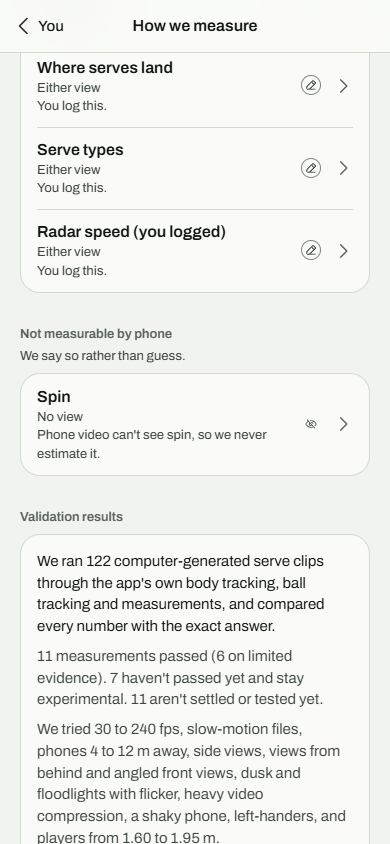 You
How we measure
Where serves land
Either view
You log this.
Serve types
Either view
You log this.
Radar speed (you logged)
Either view
You log this.
Not measurable by phone
We say so rather than guess.
Spin
No view
Phone video can't see spin, so we never
estimate it.
Validation results
We ran 122 computer-generated serve clips
through the app's own body tracking, ball
tracking and measurements, and compared
every number with the exact answer.
11 measurements passed (6 on limited
evidence). 7 haven't passed yet and stay
experimental. 11 aren't settled or tested yet.
We tried 30 to 240 fps, slow-motion files,
phones 4 to 12 m away, side views, views from
behind and angled front views, dusk and
floodlights with flicker, heavy video
compression, a shaky phone, left-handers, and
players from 1.60 to 1.95 m.